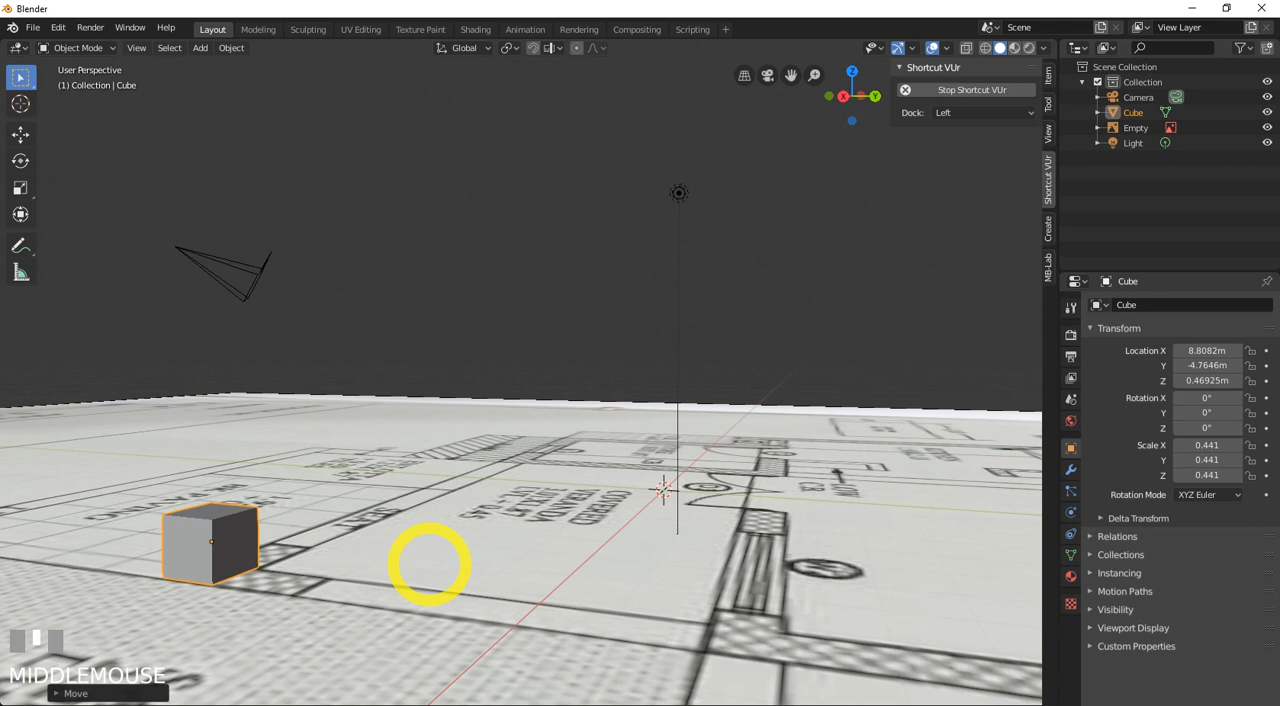 Blender
File Edit Render Window Help
Layout Modeling Sculpting UV Editing Texture Paint Shading Animation Rendering Compositing Scripting +
Scene View Layer
Object Mode View Select Add Object Global
User Perspective
(1) Collection | Cube
X Y Z
Shortcut VUr
Stop Shortcut VUr
Dock: Left
Item
Tool
View
Shortcut VUr
Create
MB-Lab
Scene Collection
Collection
Camera
Cube
Empty
Light
Cube
Cube
Transform
Location X 8.8082m
Y -4.7646m
Z 0.46925m
Rotation X 0°
Y 0°
Z 0°
Scale X 0.441
Y 0.441
Z 0.441
Rotation Mode XYZ Euler
Delta Transform
Relations
Collections
Instancing
Motion Paths
Visibility
Viewport Display
Custom Properties
MIDDLEMOUSE
Move